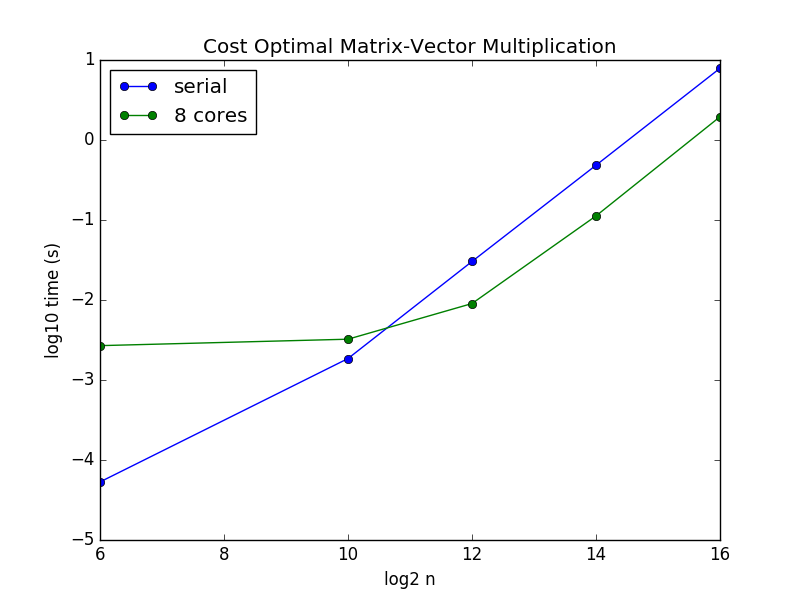 Cost Optimal Matrix-Vector Multiplication
serial
8 cores
1
0
−1
−2
−3
−4
−5
log10 time (s)
6
8
10
12
14
16
log2 n